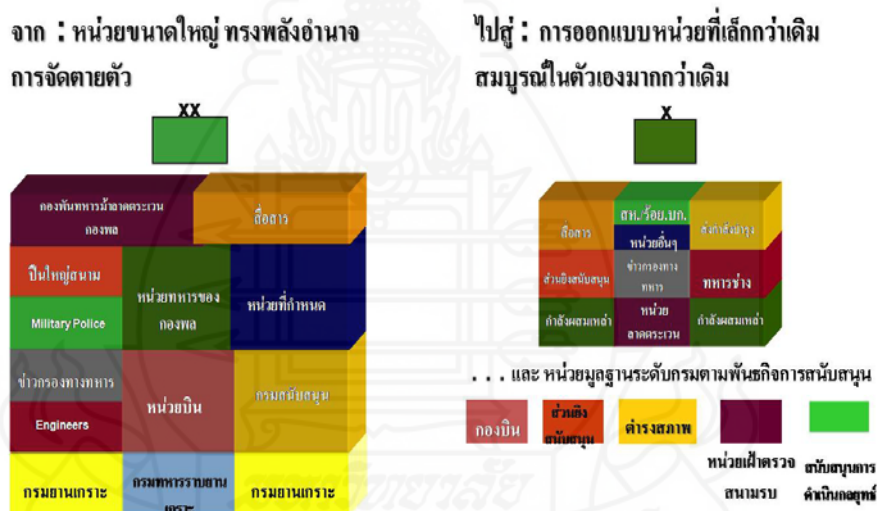 จาก : หน่วยขนาดใหญ่ ทรงพลังอำนาจ
การจัดตายตัว
XX
กองพันทหารม้าลาดตระเวน
กองพล
สื่อสาร
ปืนใหญ่สนาม
หน่วยทหารของ
กองพล
หน่วยที่กำหนด
Military Police
ข่าวกรองทางทหาร
หน่วยบิน
กรมสนับสนุน
Engineers
กรมยานเกราะ
กรมทหารราบยาน
เกราะ
กรมยานเกราะ
ไปสู่ : การออกแบบหน่วยที่เล็กกว่าเดิม
สมบูรณ์ในตัวเองมากกว่าเดิม
X
สื่อสาร
สห./ร้อย.บก.
หน่วยอื่นๆ
ส่งกำลังบำรุง
ส่วนยิงสนับสนุน
ข่าวกรองทาง
ทหาร
ทหารช่าง
กำลังผสมเหล่า
หน่วย
ลาดตระเวน
กำลังผสมเหล่า
. . . และ หน่วยมูลฐานระดับกรมตามพันธกิจการสนับสนุน
กองบิน
ส่วนยิง
สนับสนุน
ดำรงสภาพ
หน่วยเฝ้าตรวจ
สนามรบ
สนับสนุนการ
ดำเนินกลยุทธ์